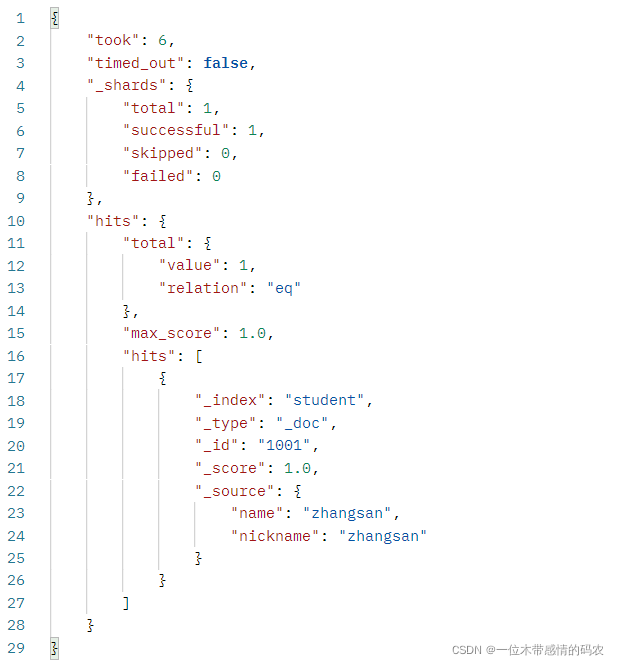 1 {
2     "took": 6,
3     "timed_out": false,
4     "_shards": {
5         "total": 1,
6         "successful": 1,
7         "skipped": 0,
8         "failed": 0
9     },
10     "hits": {
11         "total": {
12             "value": 1,
13             "relation": "eq"
14         },
15         "max_score": 1.0,
16         "hits": [
17             {
18                 "_index": "student",
19                 "_type": "_doc",
20                 "_id": "1001",
21                 "_score": 1.0,
22                 "_source": {
23                     "name": "zhangsan",
24                     "nickname": "zhangsan"
25                 }
26             }
27         ]
28     }
29 }
CSDN @一位木带感情的码农